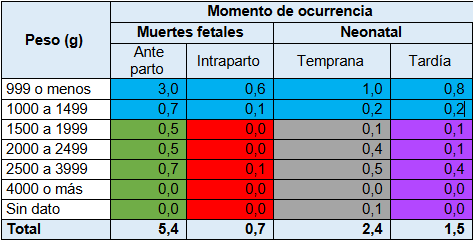 Peso (g) Momento de ocurrencia
Muertes fetales Neonatal
Ante parto Intraparto Temprana Tardía
999 o menos 3,0 0,6 1,0 0,8
1000 a 1499 0,7 0,1 0,2 0,2
1500 a 1999 0,5 0,0 0,1 0,1
2000 a 2499 0,5 0,0 0,4 0,1
2500 a 3999 0,7 0,1 0,5 0,4
4000 o más 0,0 0,0 0,0 0,0
Sin dato 0,0 0,0 0,1 0,0
Total 5,4 0,7 2,4 1,5